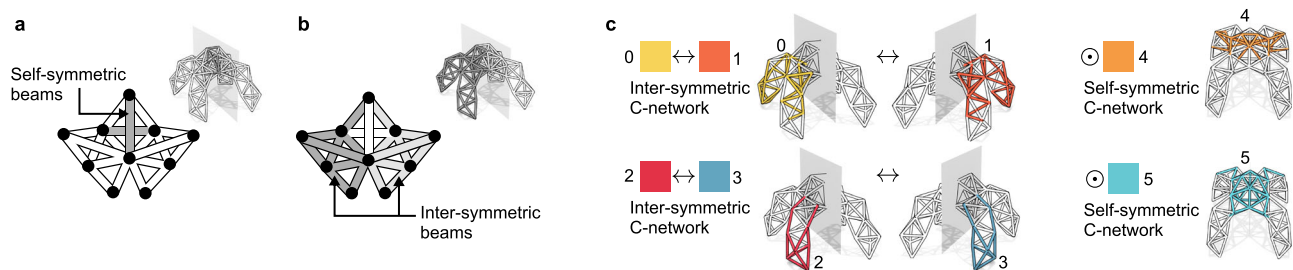 a
Self-symmetric
beams
b
Inter-symmetric
beams
c
0 ↔ 1
Inter-symmetric
C-network
0 ↔ 1
2 ↔ 3
Inter-symmetric
C-network
2 ↔ 3
⊙ 4
Self-symmetric
C-network
4
⊙ 5
Self-symmetric
C-network
5